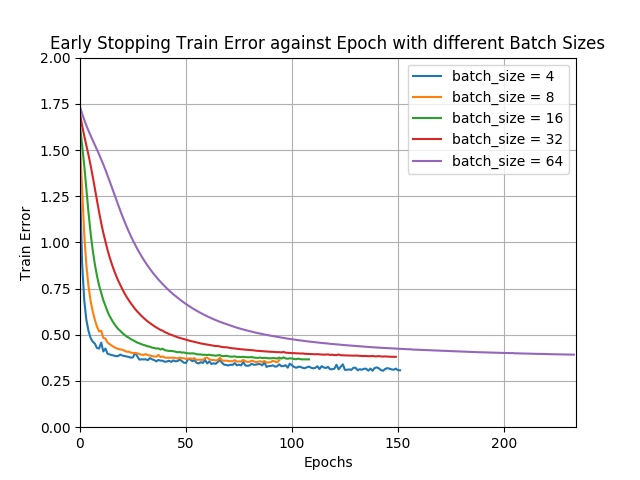 Early Stopping Train Error against Epoch with different Batch Sizes
2.00
1.75
1.50
1.25
1.00
0.75
0.50
0.25
0.00
Train Error
batch_size = 4
batch_size = 8
batch_size = 16
batch_size = 32
batch_size = 64
0 50 100 150 200
Epochs